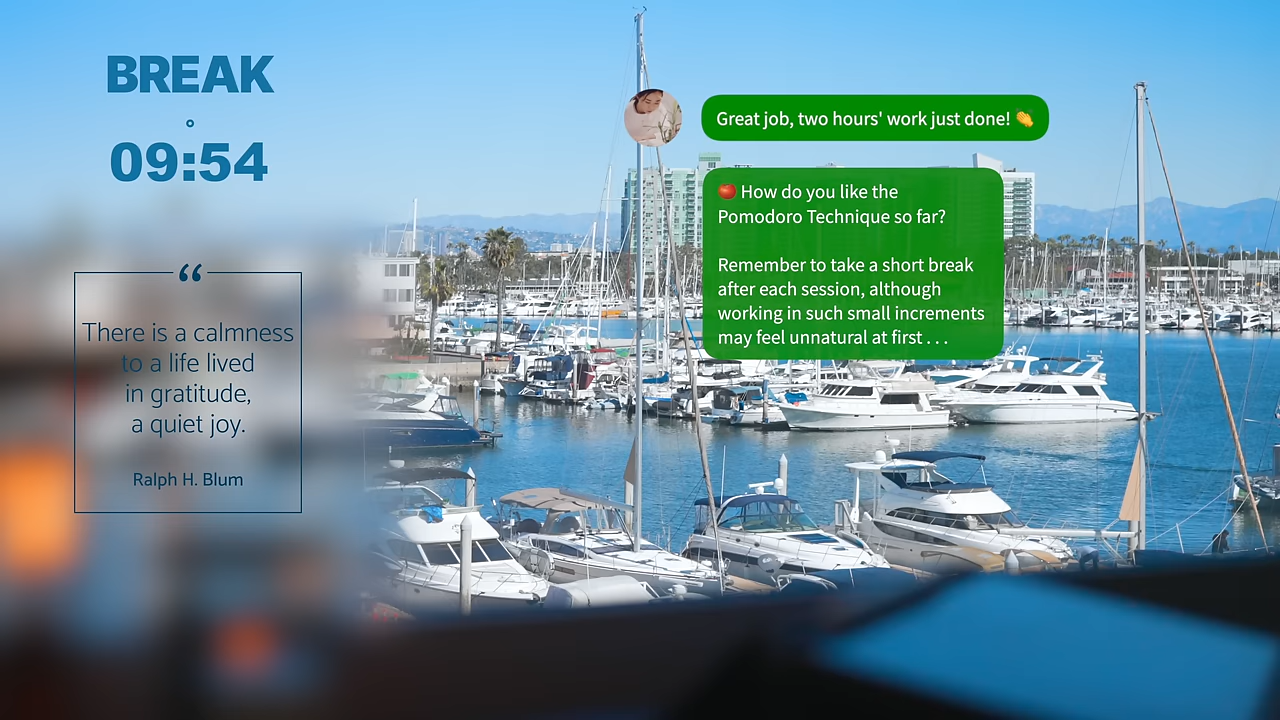 BREAK
09:54
“
There is a calmness
to a life lived
in gratitude,
a quiet joy.
Ralph H. Blum
Great job, two hours' work just done! 👏
🍅 How do you like the
Pomodoro Technique so far?
Remember to take a short break
after each session, although
working in such small increments
may feel unnatural at first . . .